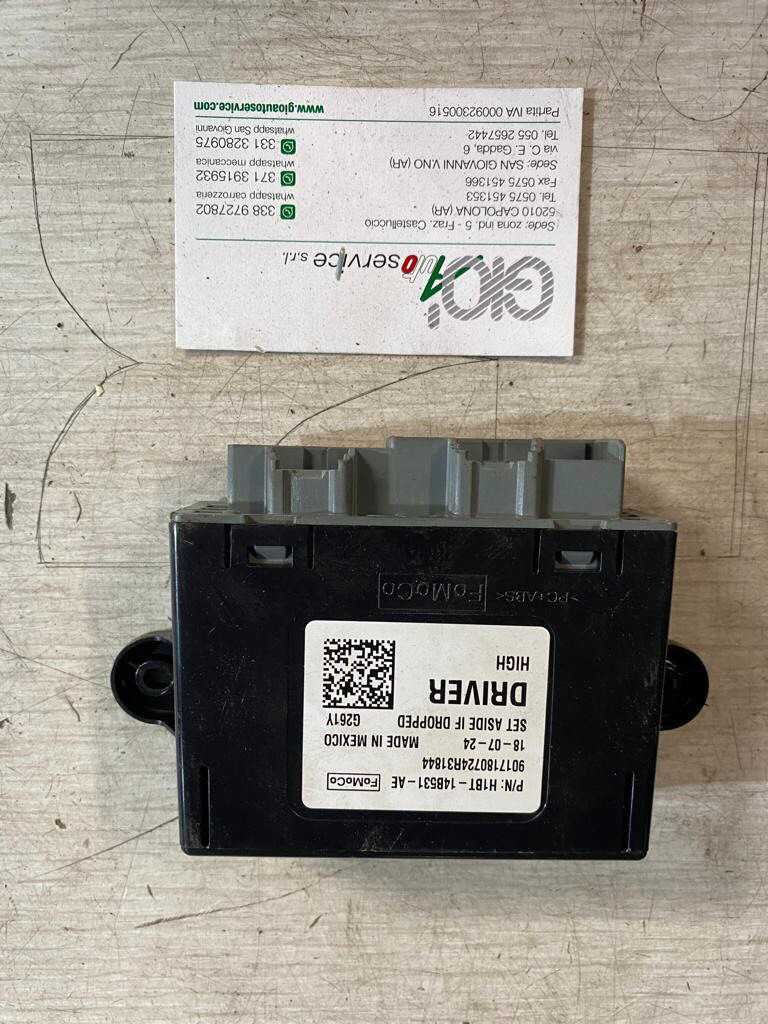 GIOI
Autoservice s.r.l.
Sede: zona ind. 5 - Fraz. Castelluccio
52010 CAPOLONA (AR)
Tel. 0575 451353
Fax 0575 451366
Sede: SAN GIOVANNI V.NO (AR)
via C. E. Gadda, 6
Tel. 055 2657442
Partita IVA 00092300516
338 9727802
whatsapp carrozzeria
371 3915932
whatsapp meccanica
331 3280975
whatsapp San Giovanni
www.gioautoservice.com
P/N: H1BT-14B531-AE FoMoCo
9017180724R31844
18-07-24 MADE IN MEXICO
SET ASIDE IF DROPPED G261Y
DRIVER
HIGH
FoMoCo
>PC+ABS<